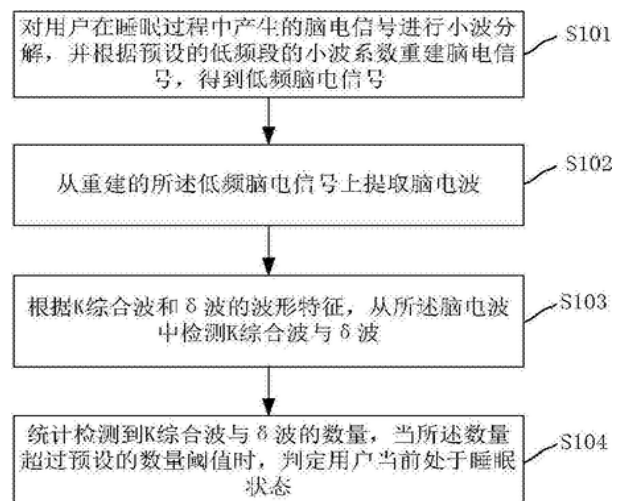 对用户在睡眠过程中产生的脑电信号进行小波分
解，并根据预设的低频段的小波系数重建脑电信
号，得到低频脑电信号
S101
从重建的所述低频脑电信号上提取脑电波
S102
根据K综合波和δ波的波形特征，从所述脑电波
中检测K综合波与δ波
S103
统计检测到K综合波与δ波的数量，当所述数量
超过预设的数量阈值时，判定用户当前处于睡眠
状态
S104